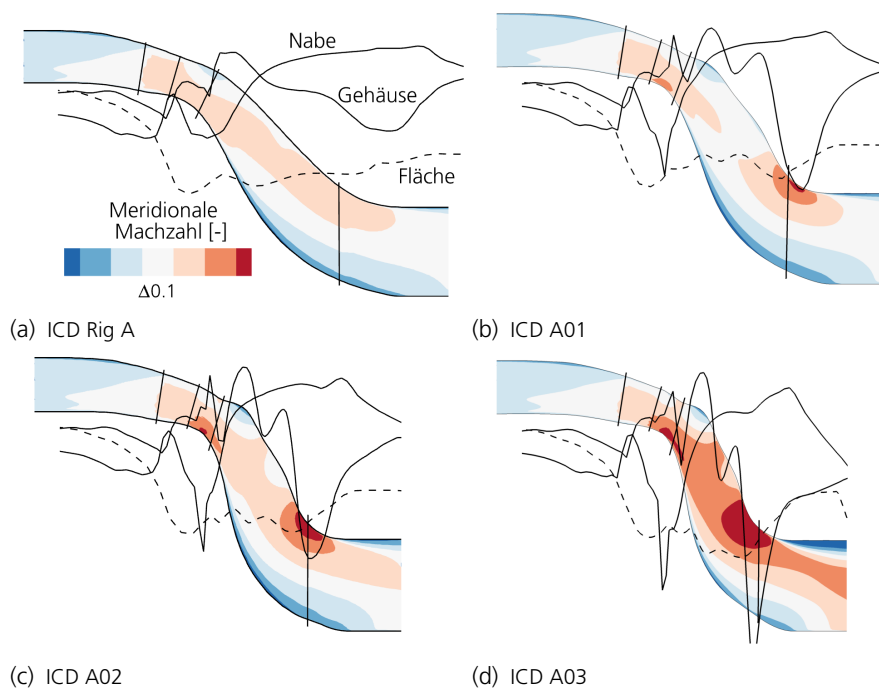 Nabe
Gehäuse
Fläche
Meridionale
Machzahl [-]
Δ0.1
(a) ICD Rig A
(b) ICD A01
(c) ICD A02
(d) ICD A03